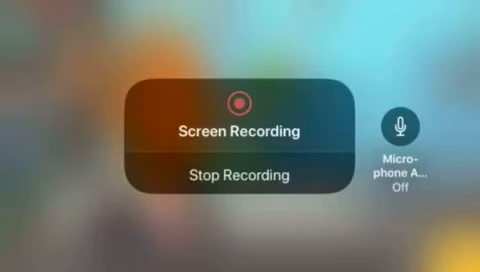 Screen Recording
Stop Recording
Micro-
phone A...
Off